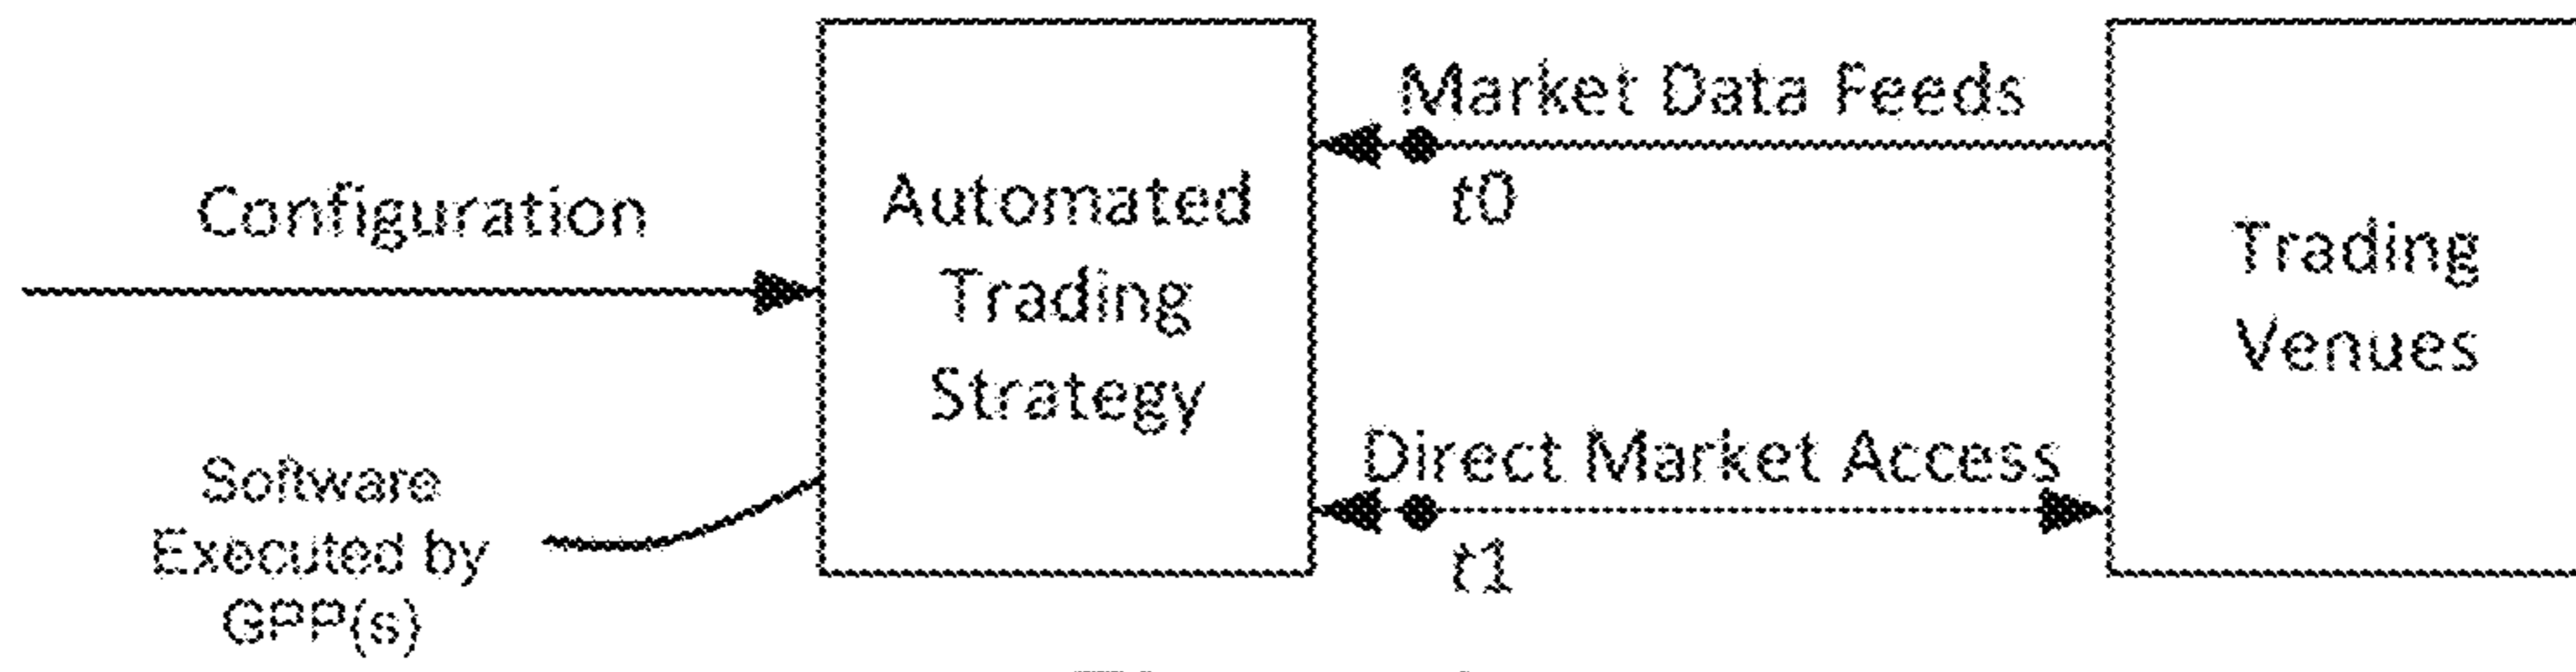 Configuration
Software
Executed by
GPP(s)
Automated
Trading
Strategy
Market Data Feeds
t0
Direct Market Access
t1
Trading
Venues